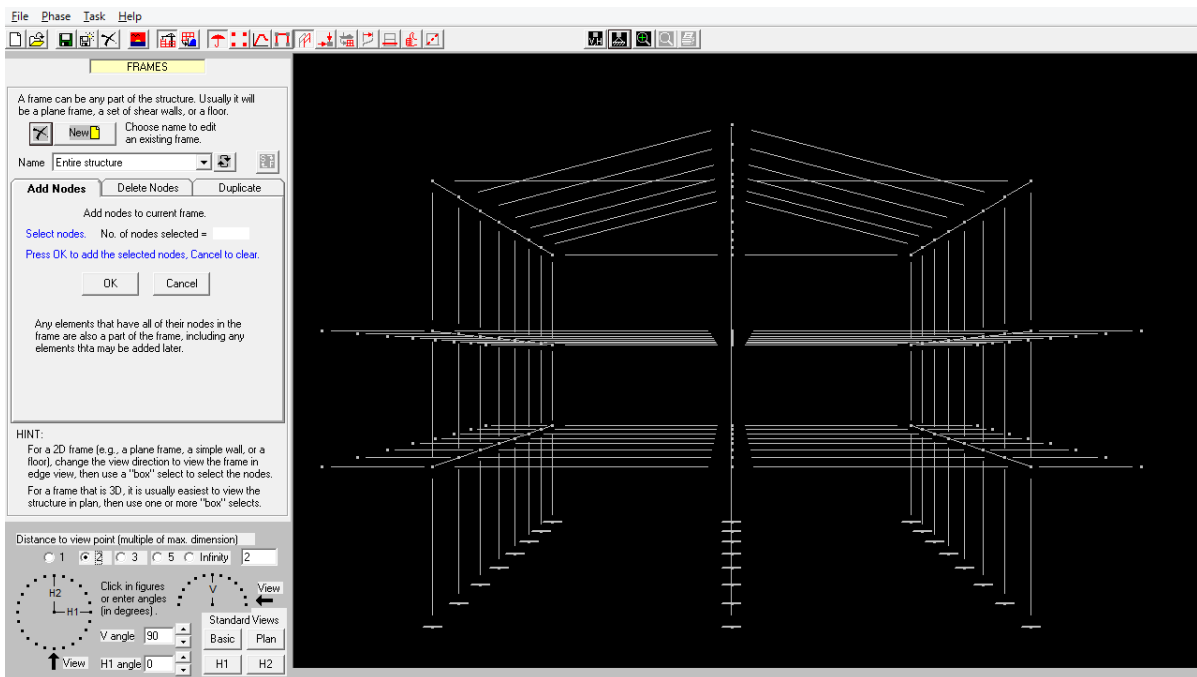 File Phase Task Help
FRAMES
A frame can be any part of the structure. Usually it will
be a plane frame, a set of shear walls, or a floor.
New
Choose name to edit
an existing frame.
Name Entire structure
Add Nodes Delete Nodes Duplicate
Add nodes to current frame.
Select nodes. No. of nodes selected =
Press OK to add the selected nodes, Cancel to clear.
OK Cancel
Any elements that have all of their nodes in the
frame are also a part of the frame, including any
elements thta may be added later.
HINT:
For a 2D frame (e.g., a plane frame, a simple wall, or a
floor), change the view direction to view the frame in
edge view, then use a "box" select to select the nodes.
For a frame that is 3D, it is usually easiest to view the
structure in plan, then use one or more "box" selects.
Distance to view point (multiple of max. dimension)
1 2 3 5 Infinity 2
H2
H1
Click in figures
or enter angles
(in degrees) .
V
View
Standard Views
V angle 90
Basic Plan
View
H1 angle 0
H1 H2